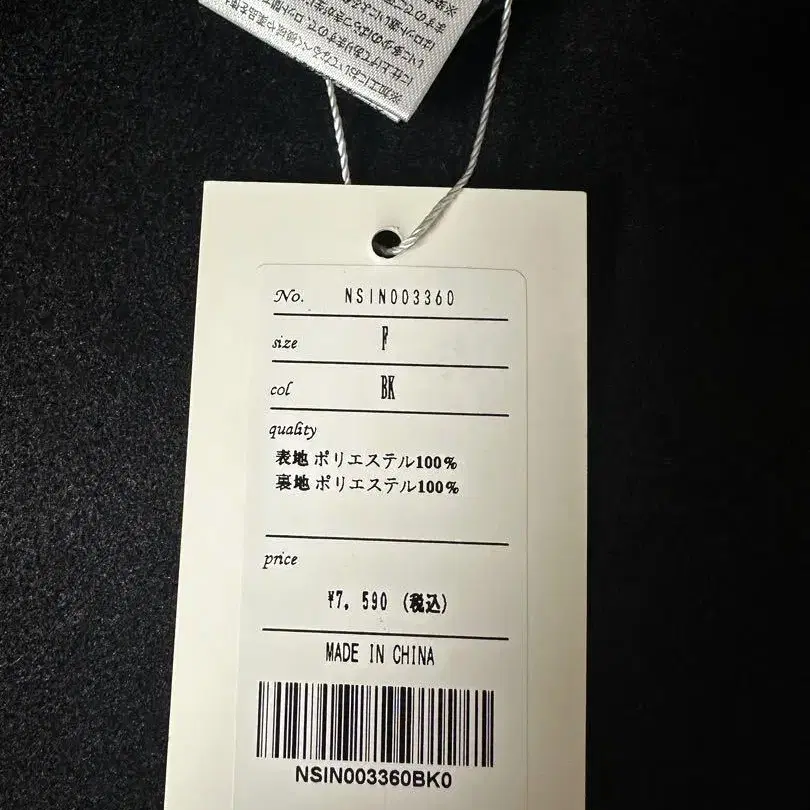 No. NSIN003360
size F
col BK
quality
表地 ポリエステル100%
裏地 ポリエステル100%
price
¥7,590 (税込)
MADE IN CHINA
NSIN003360BK0